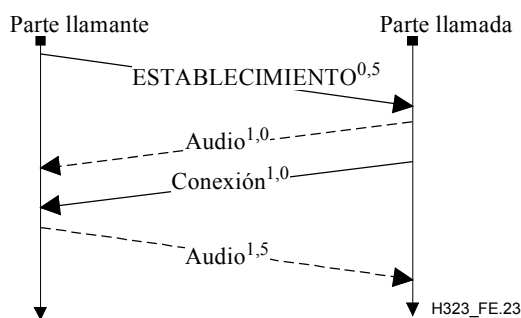 Parte llamante Parte llamada
ESTABLECIMIENTO0,5
Audio1,0
Conexión1,0
Audio1,5
H323_FE.23